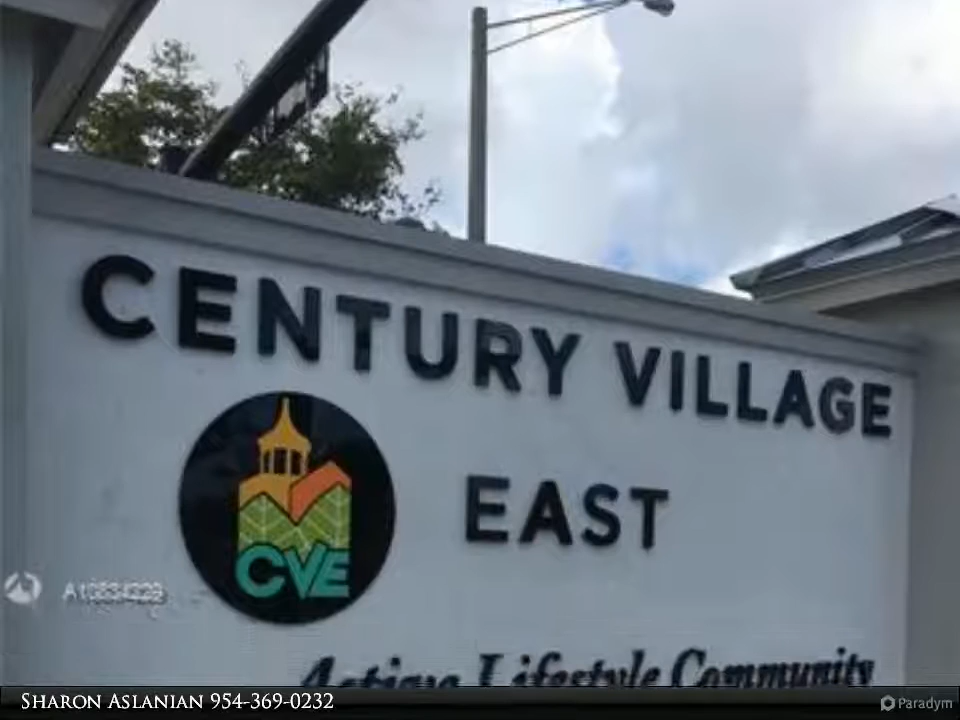 CENTURY VILLAGE
EAST
CVE
Active Lifestyle Community
SHARON ASLANIAN 954-369-0232
Paradym